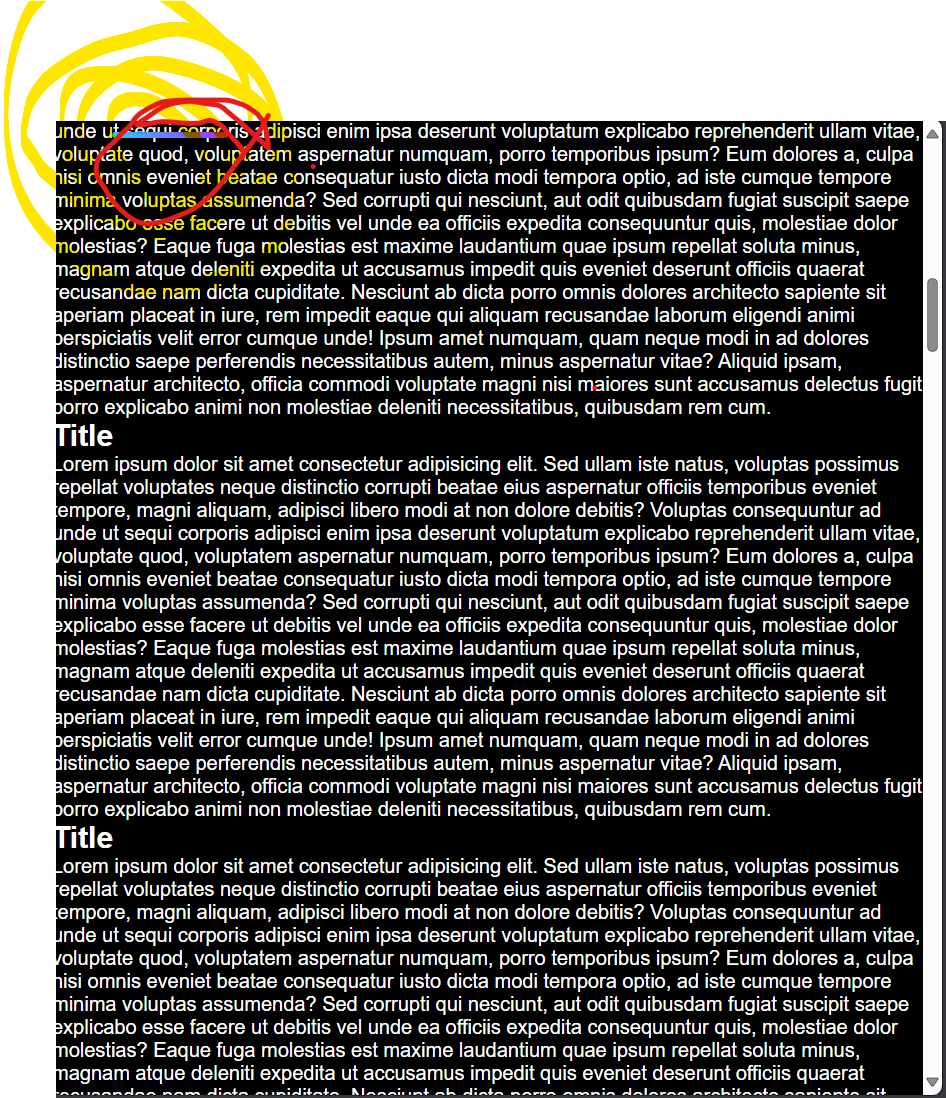 unde ut sequi corporis adipisci enim ipsa deserunt voluptatum explicabo reprehenderit ullam vitae,
voluptate quod, voluptatem aspernatur numquam, porro temporibus ipsum? Eum dolores a, culpa
nisi omnis eveniet beatae consequatur iusto dicta modi tempora optio, ad iste cumque tempore
minima voluptas assumenda? Sed corrupti qui nesciunt, aut odit quibusdam fugiat suscipit saepe
explicabo esse facere ut debitis vel unde ea officiis expedita consequuntur quis, molestiae dolor
molestias? Eaque fuga molestias est maxime laudantium quae ipsum repellat soluta minus,
magnam atque deleniti expedita ut accusamus impedit quis eveniet deserunt officiis quaerat
recusandae nam dicta cupiditate. Nesciunt ab dicta porro omnis dolores architecto sapiente sit
aperiam placeat in iure, rem impedit eaque qui aliquam recusandae laborum eligendi animi
perspiciatis velit error cumque unde! Ipsum amet numquam, quam neque modi in ad dolores
distinctio saepe perferendis necessitatibus autem, minus aspernatur vitae? Aliquid ipsam,
aspernatur architecto, officia commodi voluptate magni nisi maiores sunt accusamus delectus fugit
porro explicabo animi non molestiae deleniti necessitatibus, quibusdam rem cum.
Title
Lorem ipsum dolor sit amet consectetur adipisicing elit. Sed ullam iste natus, voluptas possimus
repellat voluptates neque distinctio corrupti beatae eius aspernatur officiis temporibus eveniet
tempore, magni aliquam, adipisci libero modi at non dolore debitis? Voluptas consequuntur ad
unde ut sequi corporis adipisci enim ipsa deserunt voluptatum explicabo reprehenderit ullam vitae,
voluptate quod, voluptatem aspernatur numquam, porro temporibus ipsum? Eum dolores a, culpa
nisi omnis eveniet beatae consequatur iusto dicta modi tempora optio, ad iste cumque tempore
minima voluptas assumenda? Sed corrupti qui nesciunt, aut odit quibusdam fugiat suscipit saepe
explicabo esse facere ut debitis vel unde ea officiis expedita consequuntur quis, molestiae dolor
molestias? Eaque fuga molestias est maxime laudantium quae ipsum repellat soluta minus,
magnam atque deleniti expedita ut accusamus impedit quis eveniet deserunt officiis quaerat
recusandae nam dicta cupiditate. Nesciunt ab dicta porro omnis dolores architecto sapiente sit
aperiam placeat in iure, rem impedit eaque qui aliquam recusandae laborum eligendi animi
perspiciatis velit error cumque unde! Ipsum amet numquam, quam neque modi in ad dolores
distinctio saepe perferendis necessitatibus autem, minus aspernatur vitae? Aliquid ipsam,
aspernatur architecto, officia commodi voluptate magni nisi maiores sunt accusamus delectus fugit
porro explicabo animi non molestiae deleniti necessitatibus, quibusdam rem cum.
Title
Lorem ipsum dolor sit amet consectetur adipisicing elit. Sed ullam iste natus, voluptas possimus
repellat voluptates neque distinctio corrupti beatae eius aspernatur officiis temporibus eveniet
tempore, magni aliquam, adipisci libero modi at non dolore debitis? Voluptas consequuntur ad
unde ut sequi corporis adipisci enim ipsa deserunt voluptatum explicabo reprehenderit ullam vitae,
voluptate quod, voluptatem aspernatur numquam, porro temporibus ipsum? Eum dolores a, culpa
nisi omnis eveniet beatae consequatur iusto dicta modi tempora optio, ad iste cumque tempore
minima voluptas assumenda? Sed corrupti qui nesciunt, aut odit quibusdam fugiat suscipit saepe
explicabo esse facere ut debitis vel unde ea officiis expedita consequuntur quis, molestiae dolor
molestias? Eaque fuga molestias est maxime laudantium quae ipsum repellat soluta minus,
magnam atque deleniti expedita ut accusamus impedit quis eveniet deserunt officiis quaerat